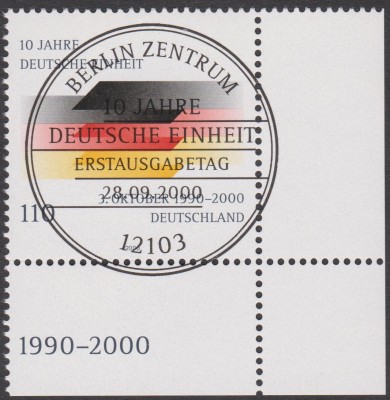 10 JAHRE
DEUTSCHE EINHEIT
BERLIN ZENTRUM
10 JAHRE
DEUTSCHE EINHEIT
ERSTAUSGABETAG
28.09.2000
3. OKTOBER 1990–2000
110
DEUTSCHLAND
12103
1990–2000